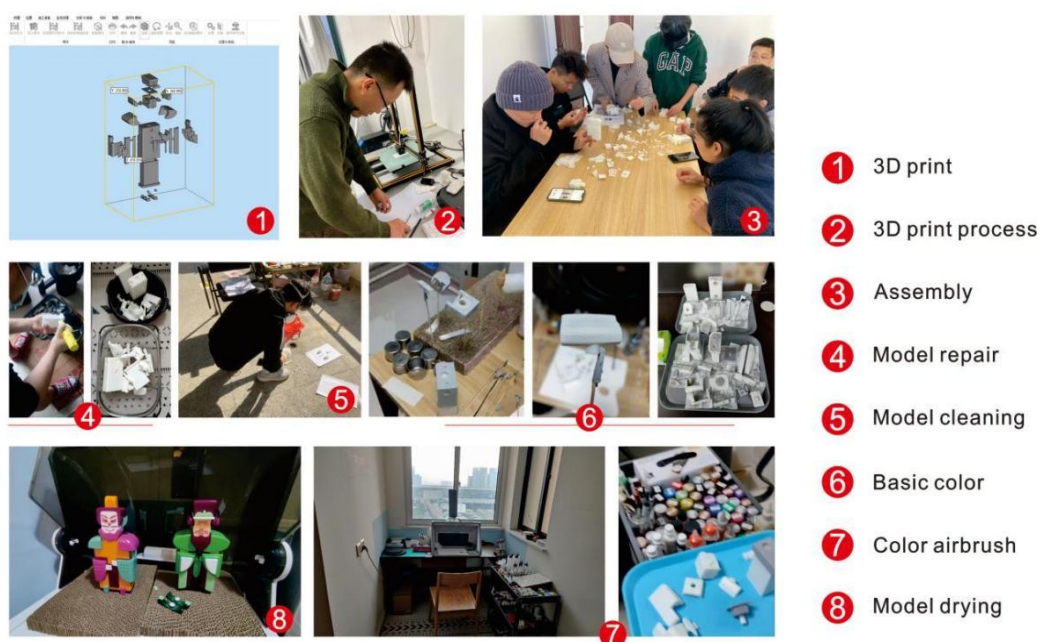 1
2
3
GAP
4
5
6
8
7
1 3D print
2 3D print process
3 Assembly
4 Model repair
5 Model cleaning
6 Basic color
7 Color airbrush
8 Model drying